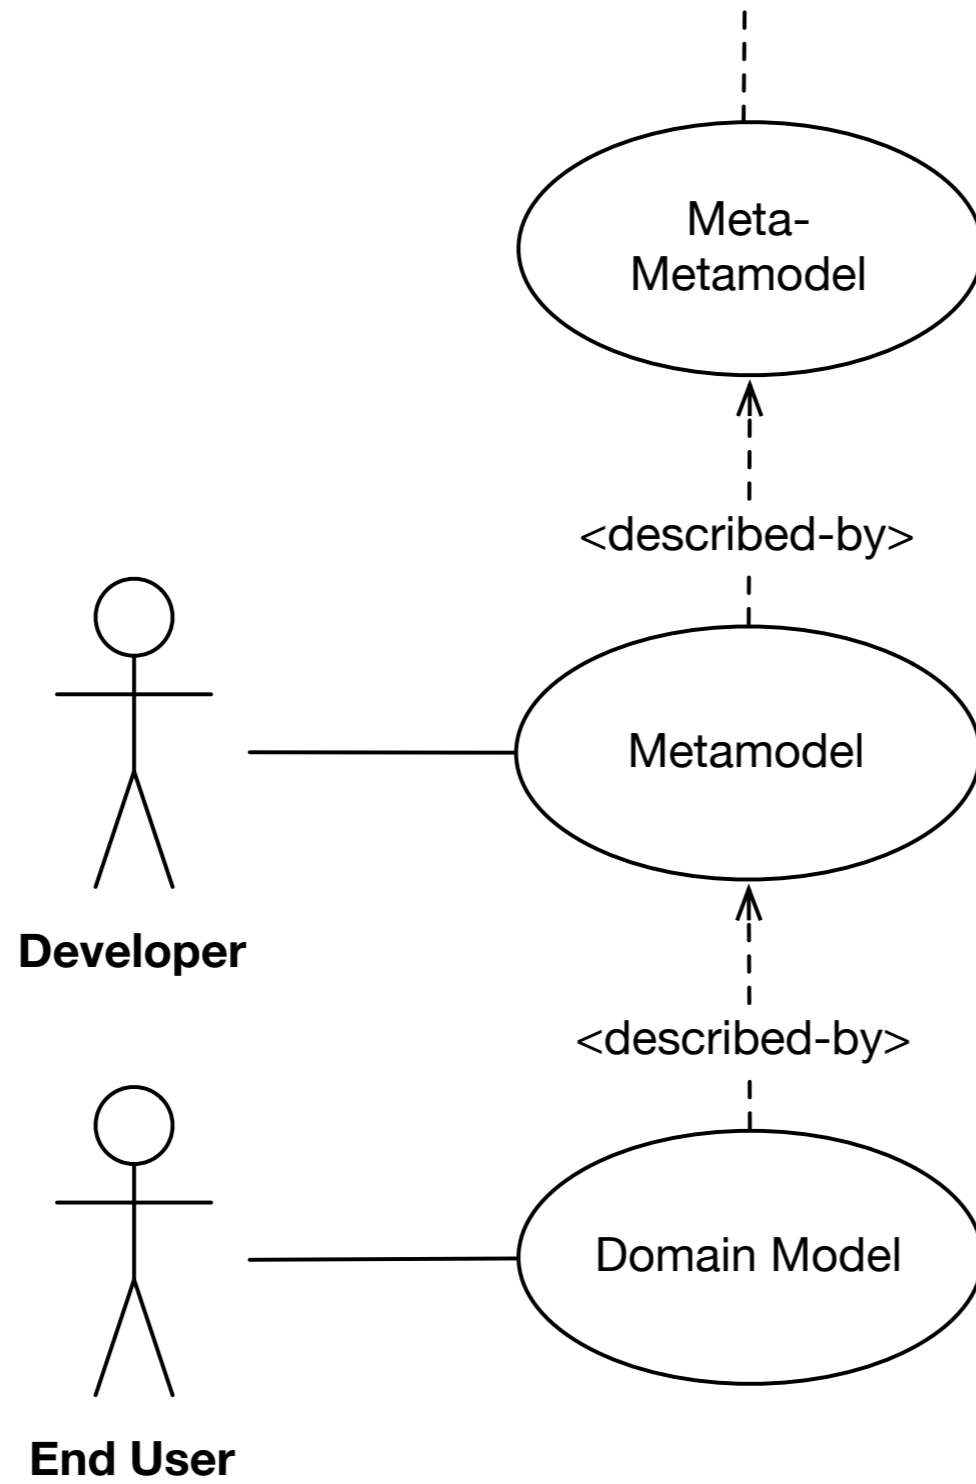 Meta-
Metamodel
<described-by>
Metamodel
Developer
<described-by>
Domain Model
End User